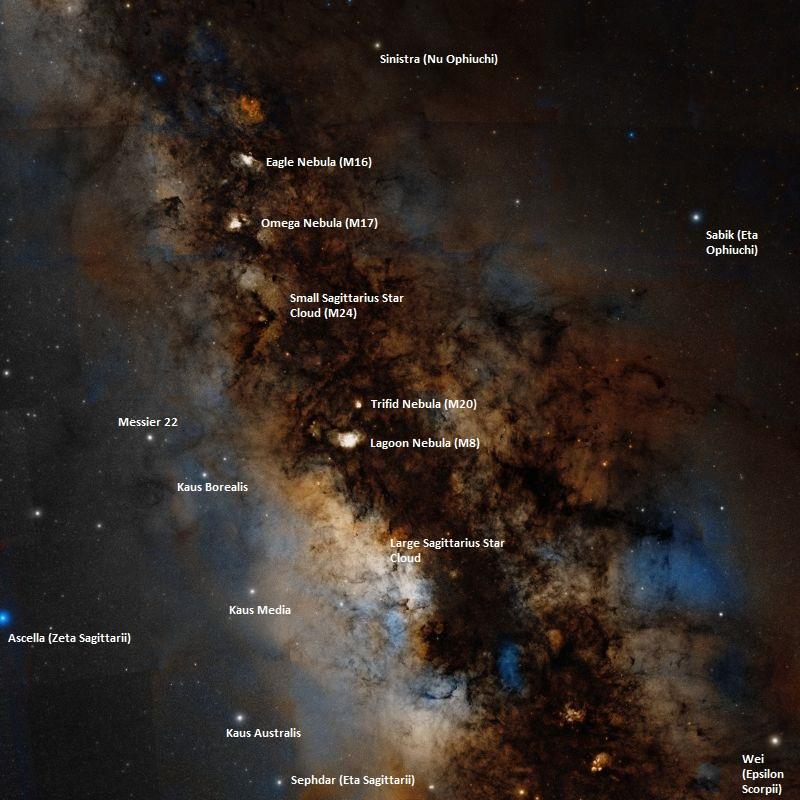 Sinistra (Nu Ophiuchi)
Eagle Nebula (M16)
Omega Nebula (M17)
Sabik (Eta
Ophiuchi)
Small Sagittarius Star
Cloud (M24)
Trifid Nebula (M20)
Messier 22
Lagoon Nebula (M8)
Kaus Borealis
Large Sagittarius Star
Cloud
Kaus Media
Ascella (Zeta Sagittarii)
Kaus Australis
Wei
(Epsilon
Scorpii)
Sephdar (Eta Sagittarii)